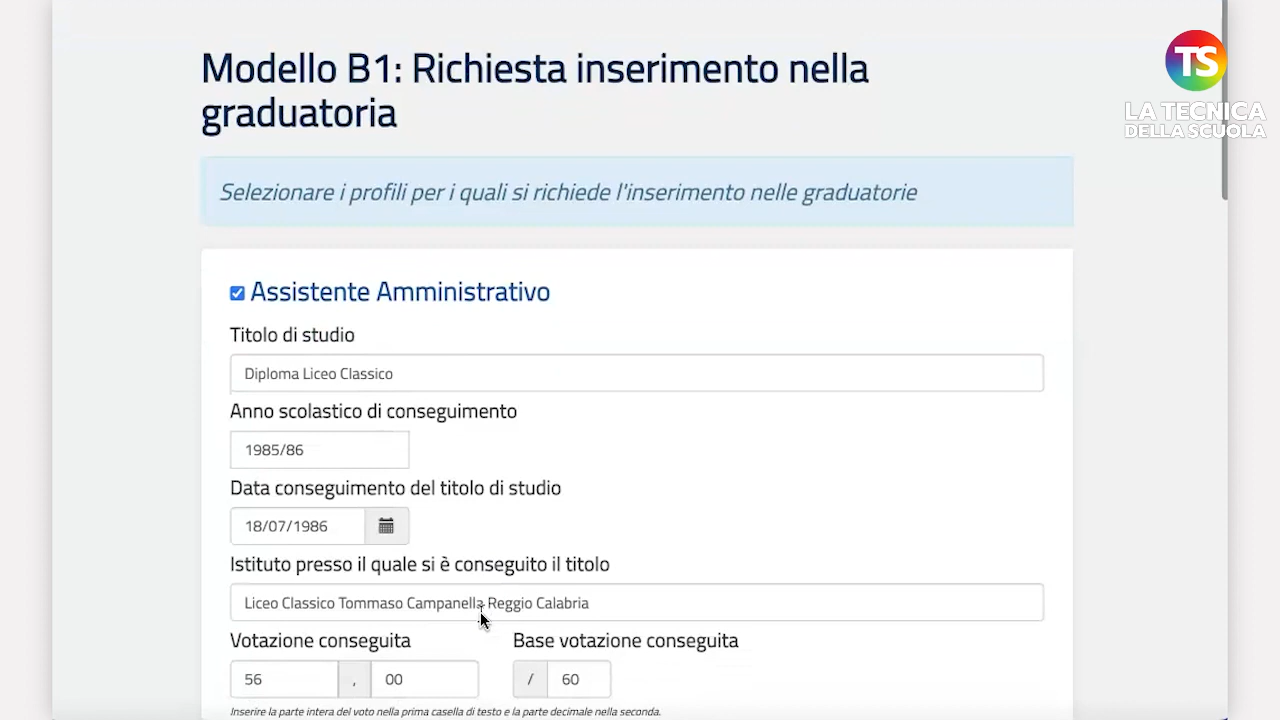 Modello B1: Richiesta inserimento nella
graduatoria
TS
LA TECNICA
DELLA SCUOLA
Selezionare i profili per i quali si richiede l'inserimento nelle graduatorie
Assistente Amministrativo
Titolo di studio
Diploma Liceo Classico
Anno scolastico di conseguimento
1985/86
Data conseguimento del titolo di studio
18/07/1986
Istituto presso il quale si è conseguito il titolo
Liceo Classico Tommaso Campanella Reggio Calabria
Votazione conseguita Base votazione conseguita
56 , 00 / 60
Inserire la parte intera del voto nella prima casella di testo e la parte decimale nella seconda.